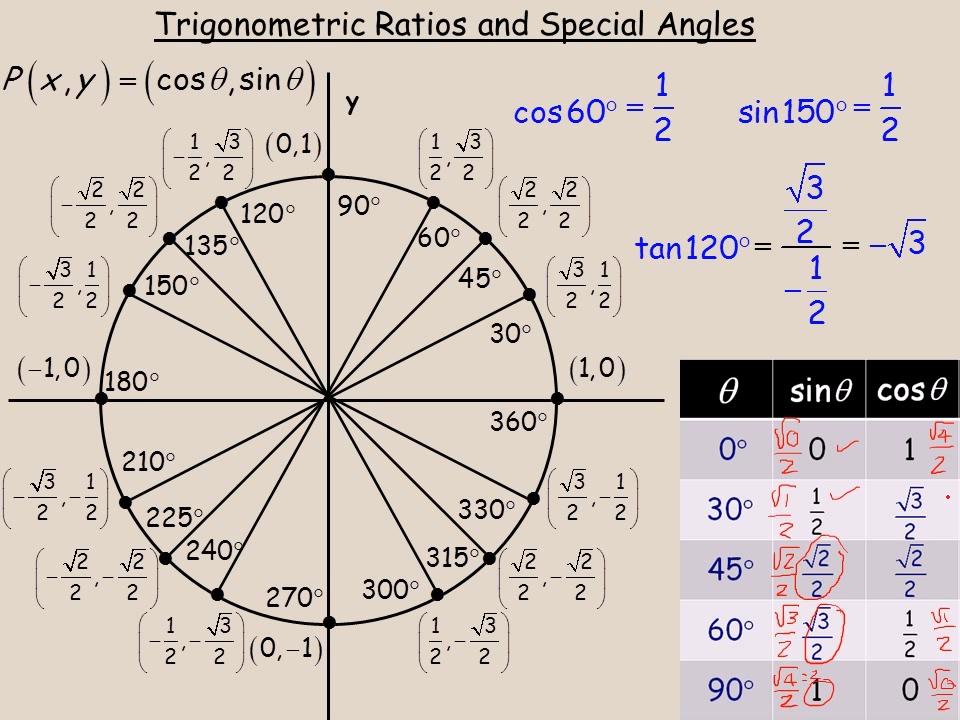 Trigonometric Ratios and Special Angles
P(x, y) = (cosθ, sinθ)
y
cos 60° = 1/2
sin 150° = 1/2
tan 120° = (√3/2)/(−1/2) = −√3
(−1/2, √3/2)
(0, 1)
(1/2, √3/2)
(−√2/2, √2/2)
(√2/2, √2/2)
120°
90°
60°
135°
45°
(−√3/2, 1/2)
150°
(√3/2, 1/2)
30°
(−1, 0)
180°
(1, 0)
360°
210°
(−√3/2, −1/2)
330°
(√3/2, −1/2)
225°
240°
315°
(−√2/2, −√2/2)
(√2/2, −√2/2)
270°
300°
(−1/2, −√3/2)
(0, −1)
(1/2, −√3/2)
θ sinθ cosθ
0° √0/2 0 ✓ 1 √4/2
30° √1/2 1/2 ✓ √3/2
45° √2/2 √2/2 √2/2
60° √3/2 √3/2 1/2 √1/2
90° √4/2 =2 1 0 √0/2